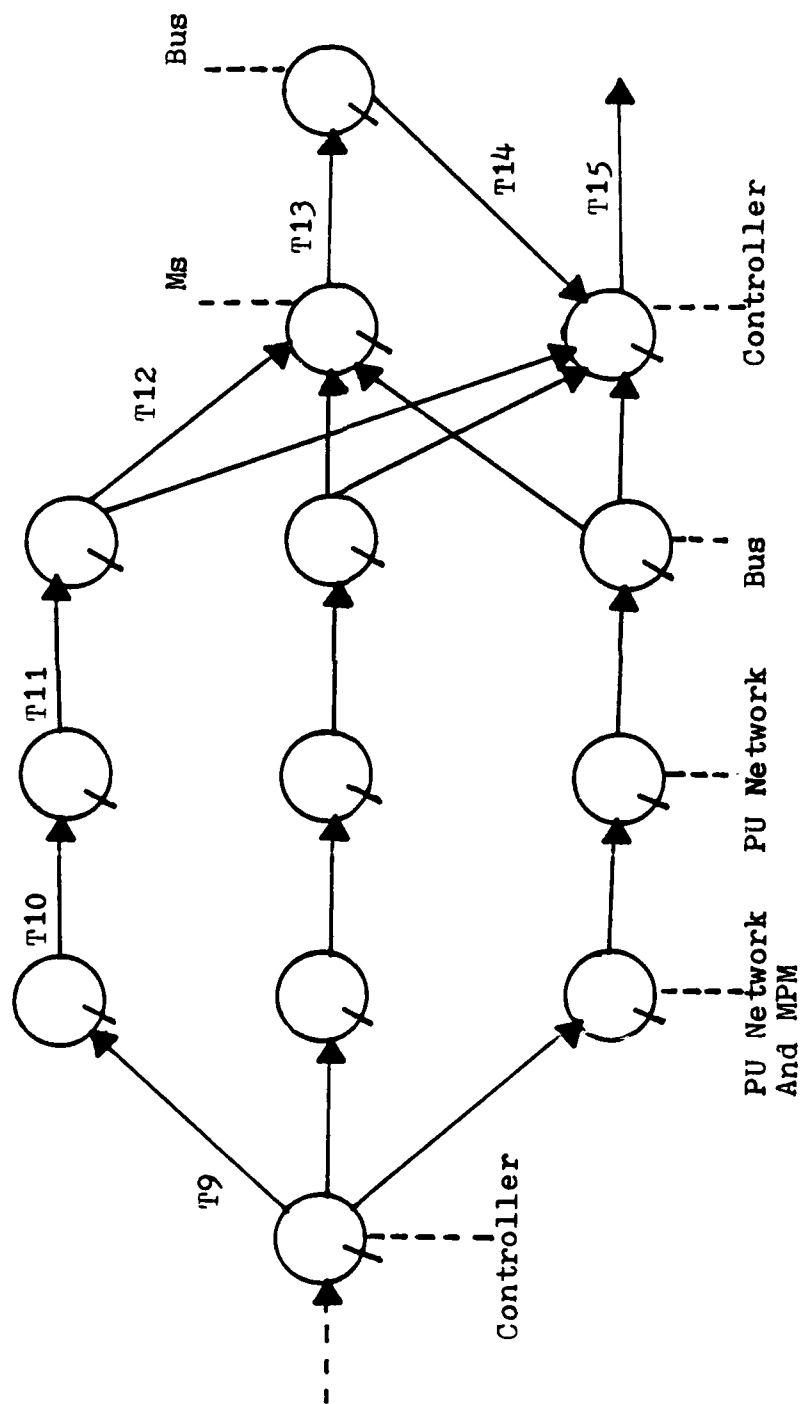 Controller
T9
PU Network
And MPM
T10
PU Network
T11
Bus
T12
Ms
T13
Controller
T14
T15
Bus